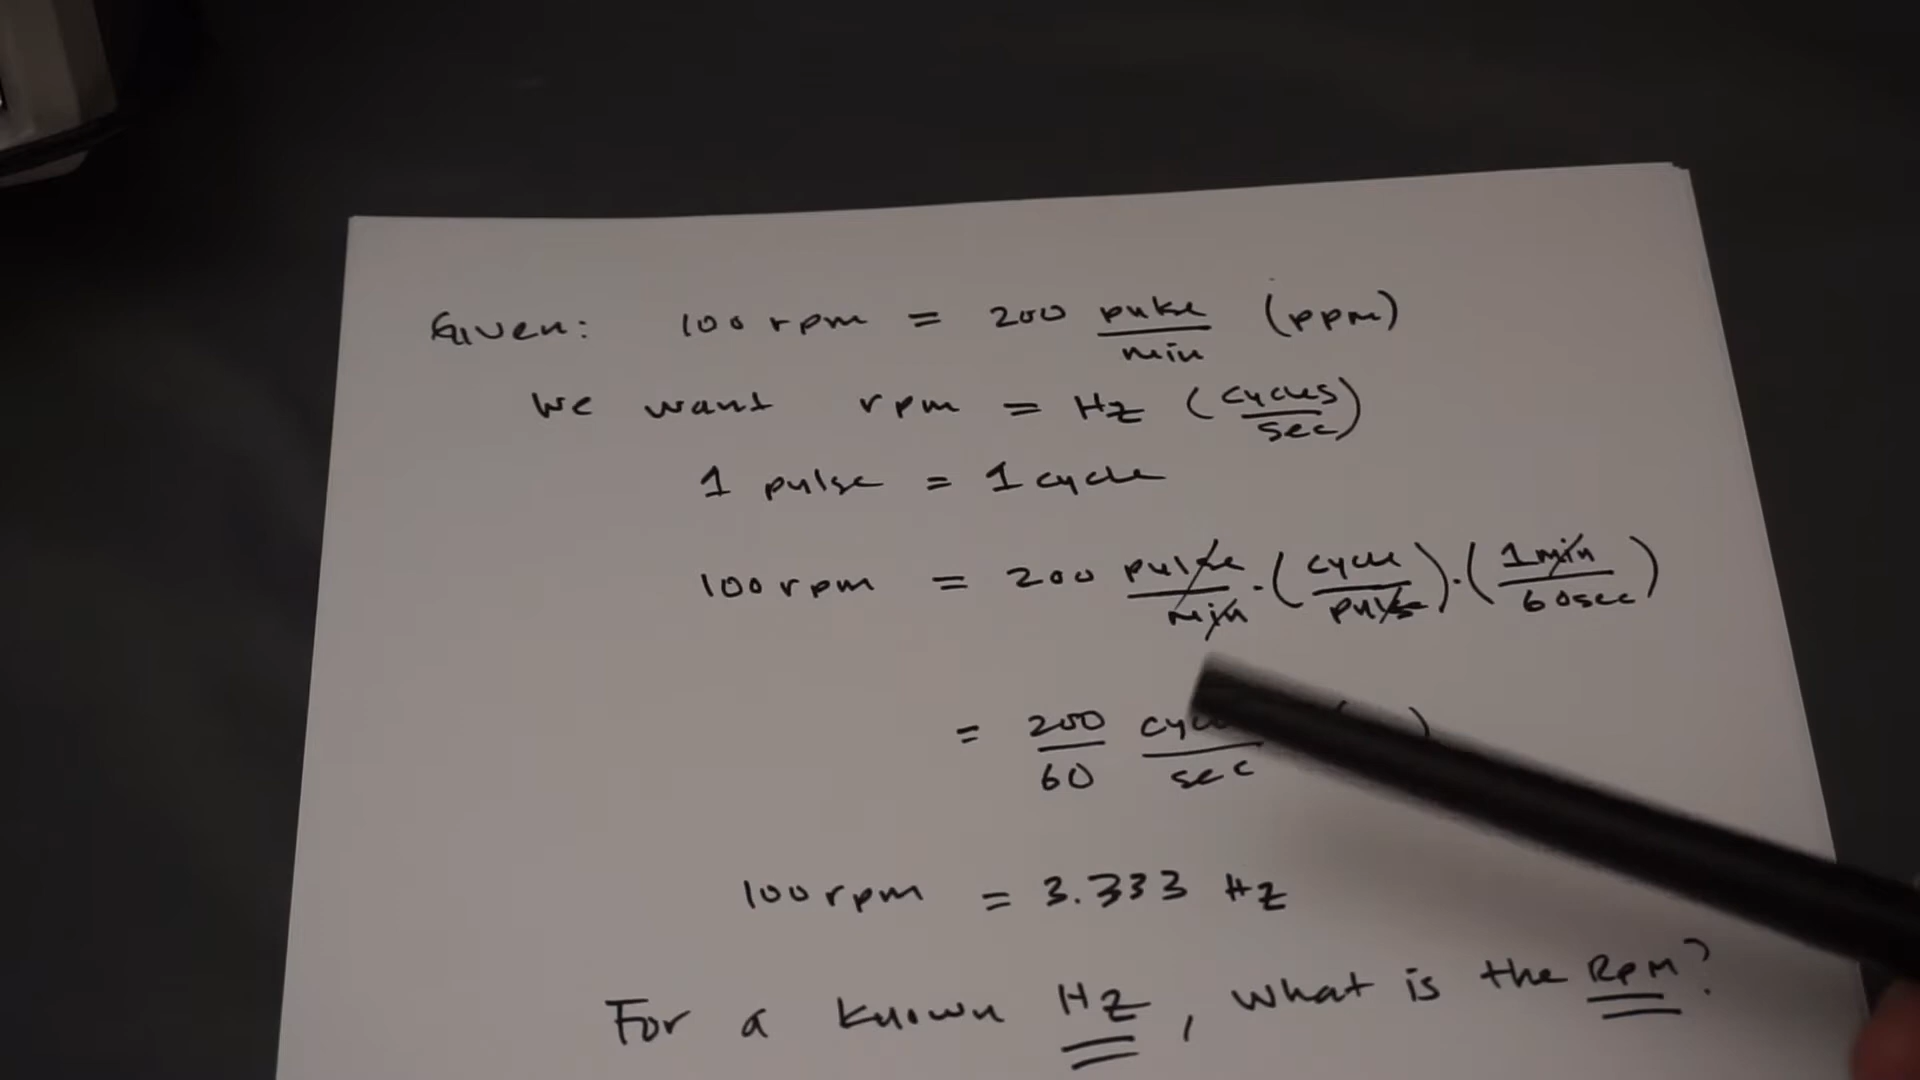 Given: 100 rpm = 200 pulse/min (ppm)
We want rpm = Hz (cycles/sec)
1 pulse = 1 cycle
100 rpm = 200 pulse/min · (cycle/pulse) · (1 min/60 sec)
= 200/60 /sec
100 rpm = 3.333 Hz
For a known Hz, what is the RPM?